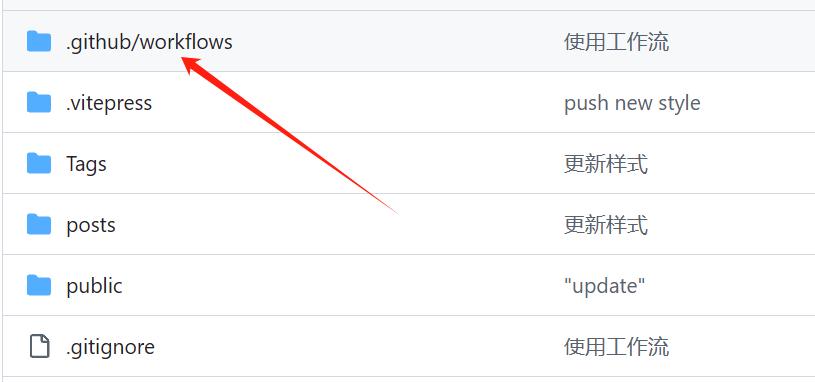 .github/workflows 使用工作流
.vitepress push new style
Tags 更新样式
posts 更新样式
public "update"
.gitignore 使用工作流